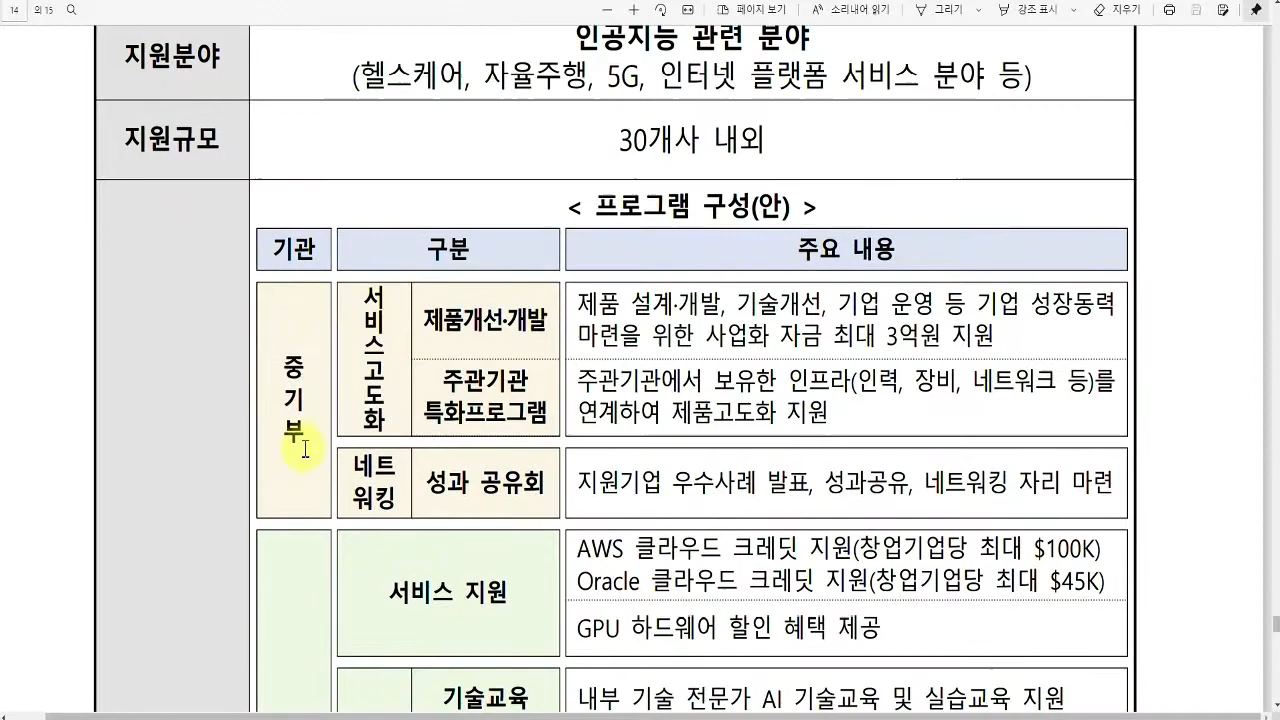 14
외 15
페이지 보기
소리내어 읽기
그리기
강조 표시
지우기
지원분야
인공지능 관련 분야
(헬스케어, 자율주행, 5G, 인터넷 플랫폼 서비스 분야 등)
지원규모
30개사 내외
< 프로그램 구성(안) >
기관
구분
주요 내용
중기부
서비스고도화
제품개선·개발
제품 설계·개발, 기술개선, 기업 운영 등 기업 성장동력
마련을 위한 사업화 자금 최대 3억원 지원
주관기관
특화프로그램
주관기관에서 보유한 인프라(인력, 장비, 네트워크 등)를
연계하여 제품고도화 지원
네트
워킹
성과 공유회
지원기업 우수사례 발표, 성과공유, 네트워킹 자리 마련
서비스 지원
AWS 클라우드 크레딧 지원(창업기업당 최대 $100K)
Oracle 클라우드 크레딧 지원(창업기업당 최대 $45K)
GPU 하드웨어 할인 혜택 제공
기술교육
내부 기술 전문가 AI 기술교육 및 실습교육 지원